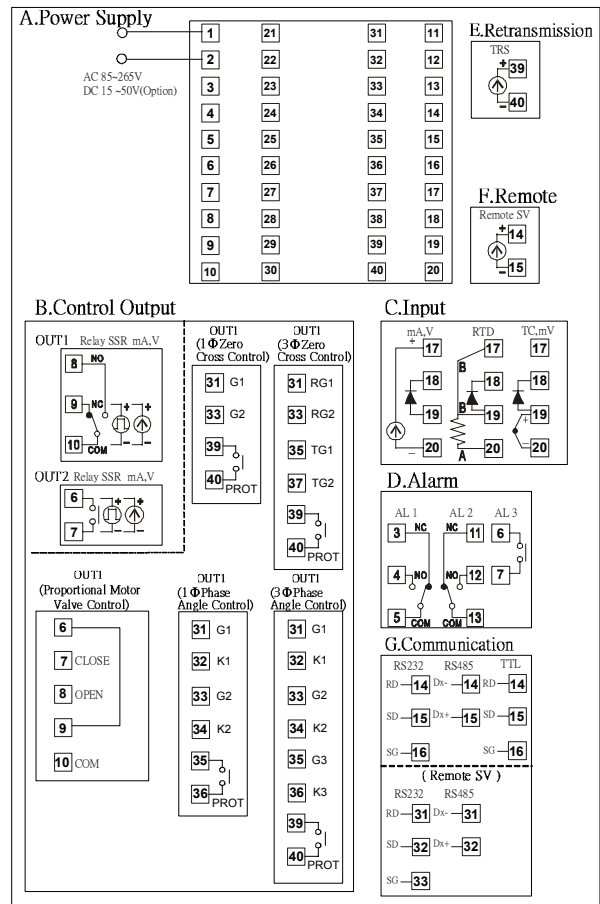 A.Power Supply
AC 85~265V
DC 15 ~50V(Option)
1 21 31 11
2 22 32 12
3 23 33 13
4 24 34 14
5 25 35 15
6 26 36 16
7 27 37 17
8 28 38 18
9 29 39 19
10 30 40 20
E.Retransmission
TRS
+ 39
- 40
F.Remote
Remote SV
+ 14
- 15
B.Control Output
OUT1 Relay SSR mA,V
8 NO
9 NC + +
10 COM - -
OUT2 Relay SSR mA,V
6 + +
7 - -
OUT1
(1ΦZero
Cross Control)
31 G1
33 G2
39
40 PROT
OUT1
(3ΦZero
Cross Control)
31 RG1
33 RG2
35 TG1
37 TG2
39
40 PROT
OUT1
(Proportional Motor
Valve Control)
6
7 CLOSE
8 OPEN
9
10 COM
OUT1
(1ΦPhase
Angle Control)
31 G1
32 K1
33 G2
34 K2
35
36 PROT
OUT1
(3ΦPhase
Angle Control)
31 G1
32 K1
33 G2
34 K2
35 G3
36 K3
39
40 PROT
C.Input
mA,V RTD TC,mV
+ 17 17 17
B
18 18 18
B
19 19 + 19
- 20 A 20 - 20
D.Alarm
AL 1 AL 2 AL 3
3 NC NC 11 6
4 NO NO 12 7
5 COM COM 13
G.Communication
RS232 RS485 TTL
RD 14 Dx- 14 RD 14
SD 15 Dx+ 15 SD 15
SG 16 SG 16
( Remote SV )
RS232 RS485
RD 31 Dx- 31
SD 32 Dx+ 32
SG 33